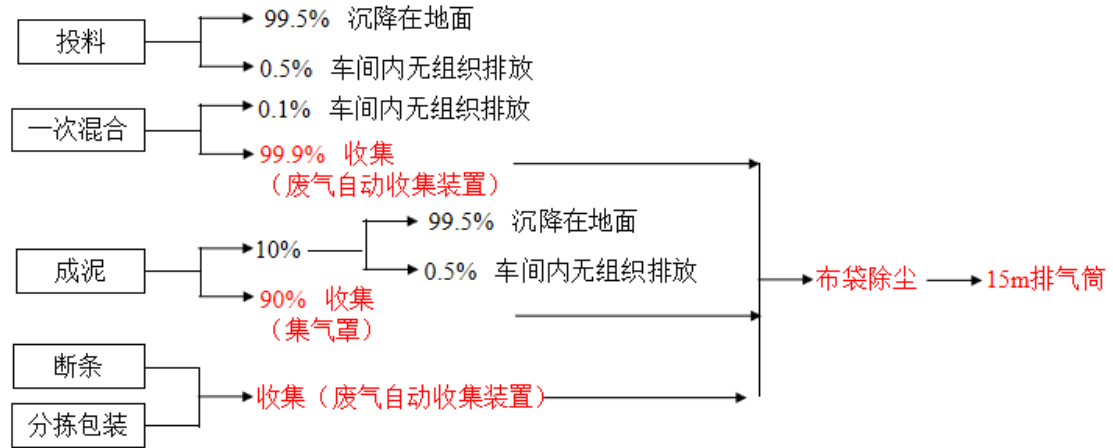 投料
99.5% 沉降在地面
0.5% 车间内无组织排放
一次混合
0.1% 车间内无组织排放
99.9% 收集
（废气自动收集装置）
成泥
10%
99.5% 沉降在地面
0.5% 车间内无组织排放
90% 收集
（集气罩）
布袋除尘
15m排气筒
断条
分拣包装
收集（废气自动收集装置）